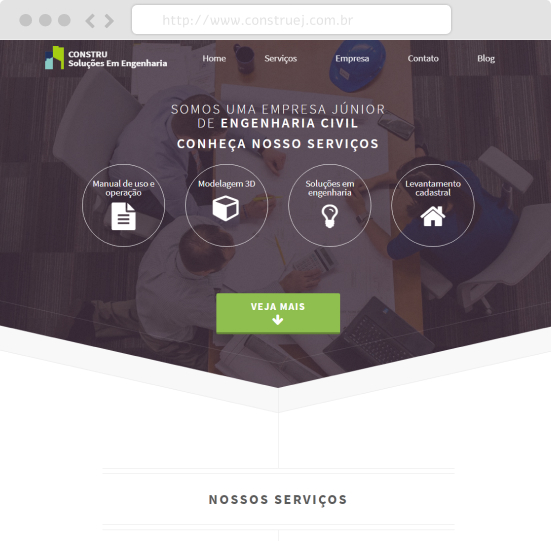 http://www.construej.com.br
CONSTRU
Soluções Em Engenharia
Home Serviços Empresa Contato Blog
SOMOS UMA EMPRESA JÚNIOR
DE ENGENHARIA CIVIL
CONHEÇA NOSSO SERVIÇOS
Manual de uso e
operação
Modelagem 3D
Soluções em
engenharia
Levantamento
cadastral
VEJA MAIS
NOSSOS SERVIÇOS